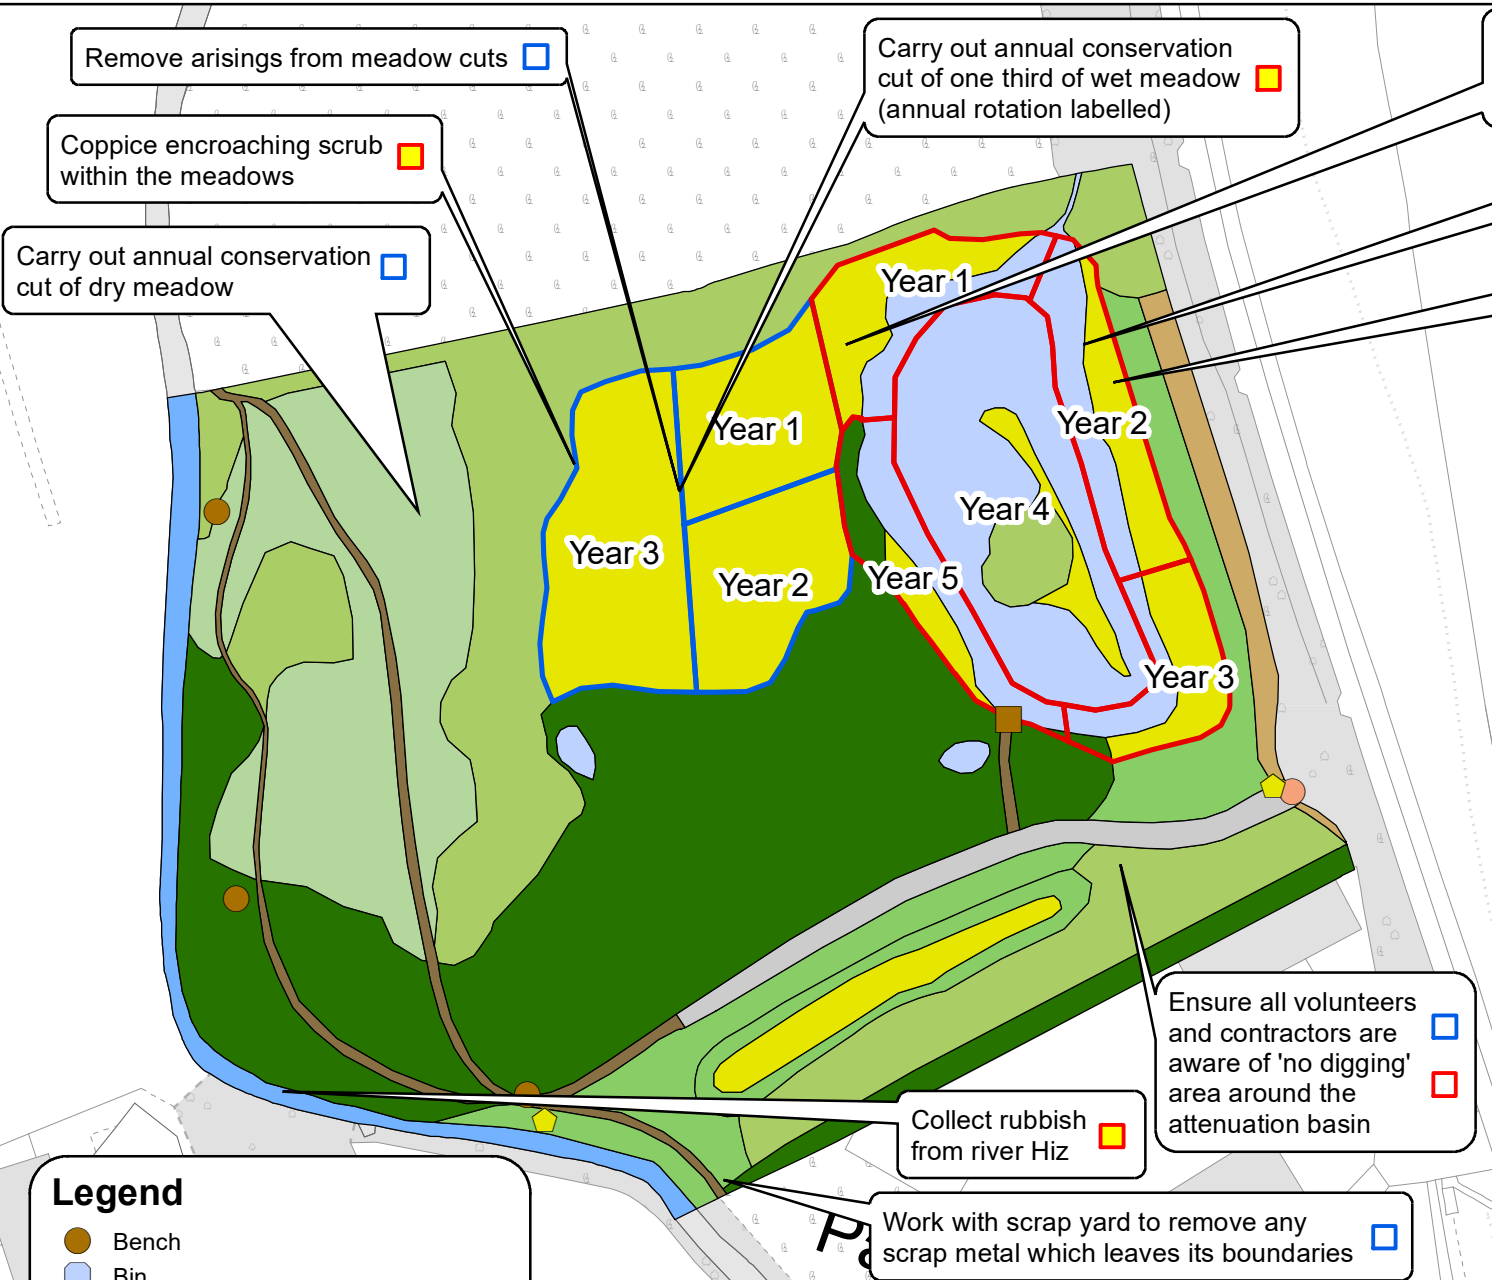 Remove arisings from meadow cuts
Carry out annual conservation
cut of one third of wet meadow
(annual rotation labelled)
Coppice encroaching scrub
within the meadows
Carry out annual conservation
cut of dry meadow
Year 1
Year 1
Year 2
Year 3
Year 2
Year 4
Year 5
Year 3
Ensure all volunteers
and contractors are
aware of 'no digging'
area around the
attenuation basin
Collect rubbish
from river Hiz
Work with scrap yard to remove any
scrap metal which leaves its boundaries
Legend
Bench
Bin